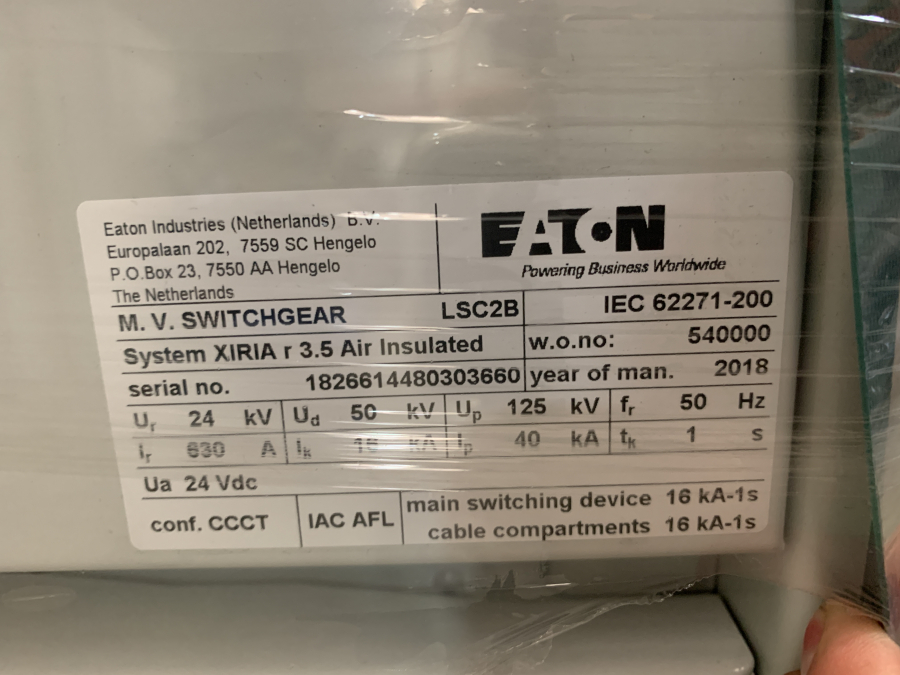 Eaton Industries (Netherlands) B.V.
Europalaan 202, 7559 SC Hengelo
P.O.Box 23, 7550 AA Hengelo
The Netherlands
EATON
Powering Business Worldwide
M. V. SWITCHGEAR LSC2B IEC 62271-200
System XIRIA r 3.5 Air Insulated w.o.no: 540000
serial no. 1826614480303660 year of man. 2018
Ur 24 kV Ud 50 kV Up 125 kV fr 50 Hz
Ir 630 A Ik 16 kA Ip 40 kA tk 1 s
Ua 24 Vdc
conf. CCCT IAC AFL main switching device 16 kA-1s
cable compartments 16 kA-1s